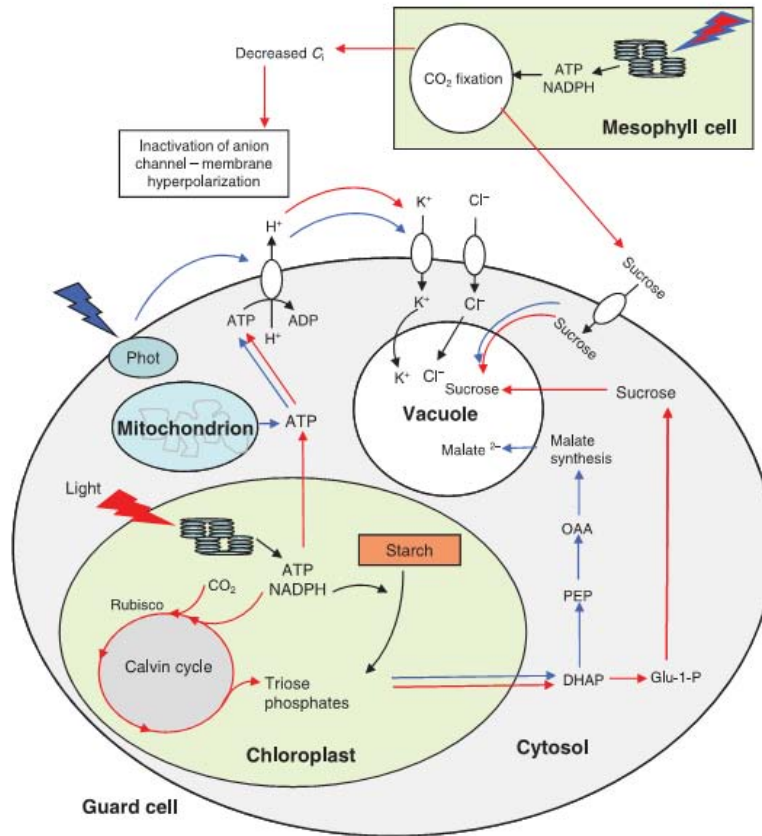 Decreased Ci
CO2 fixation
ATP
NADPH
Mesophyll cell
Inactivation of anion
channel – membrane
hyperpolarization
H+
K+
Cl–
Sucrose
ATP
ADP
H+
K+
Cl–
Sucrose
Phot
K+
Cl–
Sucrose
Sucrose
Vacuole
Mitochondrion
ATP
Malate 2–
Malate
synthesis
Light
OAA
Starch
ATP
NADPH
CO2
Rubisco
PEP
Calvin cycle
Triose
phosphates
DHAP
Glu-1-P
Chloroplast
Cytosol
Guard cell